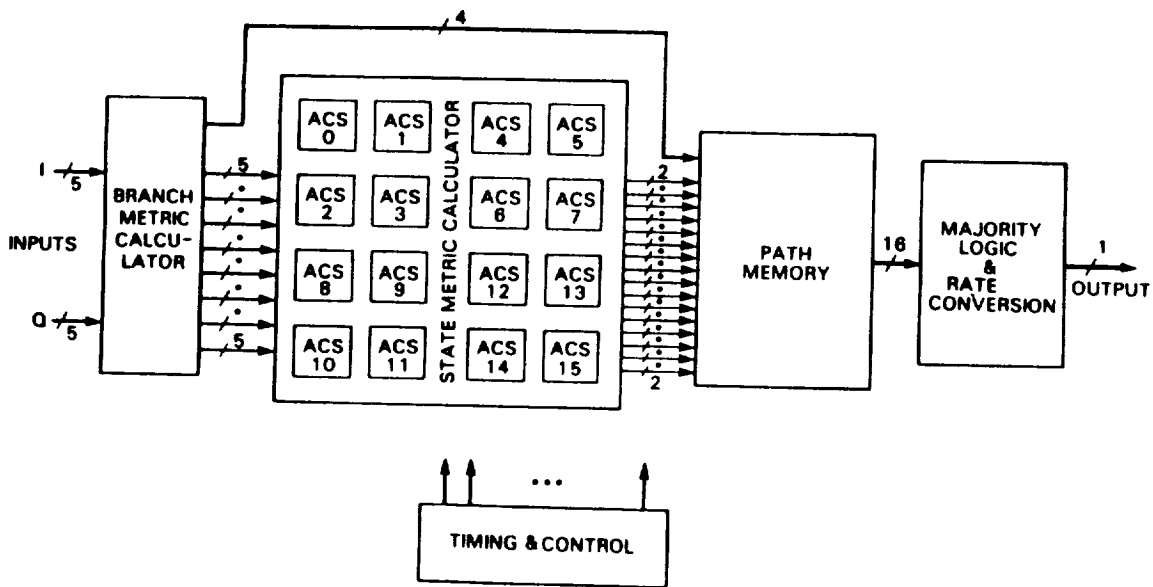 4
I
5
INPUTS
Q
5
BRANCH
METRIC
CALCU-
LATOR
5
5
ACS
0
ACS
1
ACS
4
ACS
5
ACS
2
ACS
3
ACS
6
ACS
7
ACS
8
ACS
9
ACS
12
ACS
13
ACS
10
ACS
11
ACS
14
ACS
15
STATE METRIC CALCULATOR
2
2
PATH
MEMORY
16
MAJORITY
LOGIC
&
RATE
CONVERSION
1
OUTPUT
TIMING & CONTROL